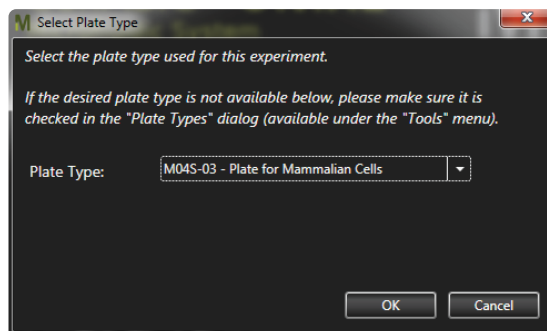 M Select Plate Type
Select the plate type used for this experiment.
If the desired plate type is not available below, please make sure it is
checked in the "Plate Types" dialog (available under the "Tools" menu).
Plate Type:
M04S-03 - Plate for Mammalian Cells
OK
Cancel